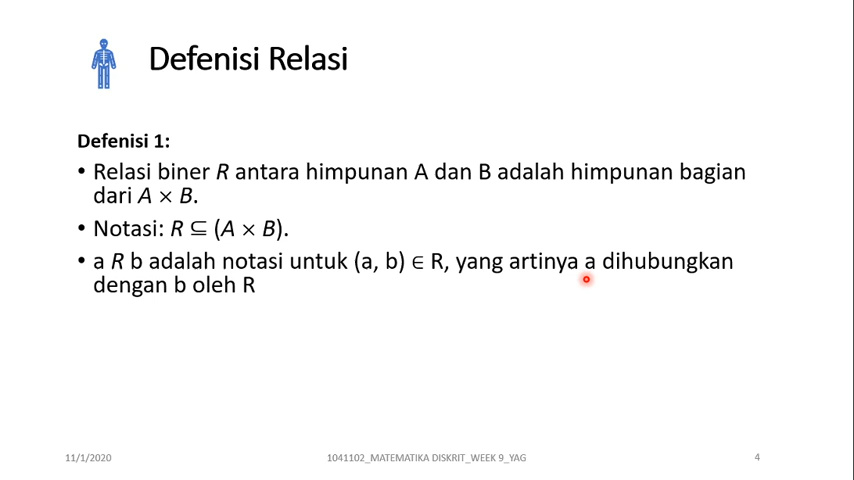 Defenisi Relasi
Defenisi 1:
• Relasi biner R antara himpunan A dan B adalah himpunan bagian
dari A × B.
• Notasi: R ⊆ (A × B).
• a R b adalah notasi untuk (a, b) ∈ R, yang artinya a dihubungkan
dengan b oleh R
11/1/2020
1041102_MATEMATIKA DISKRIT_WEEK 9_YAG
4